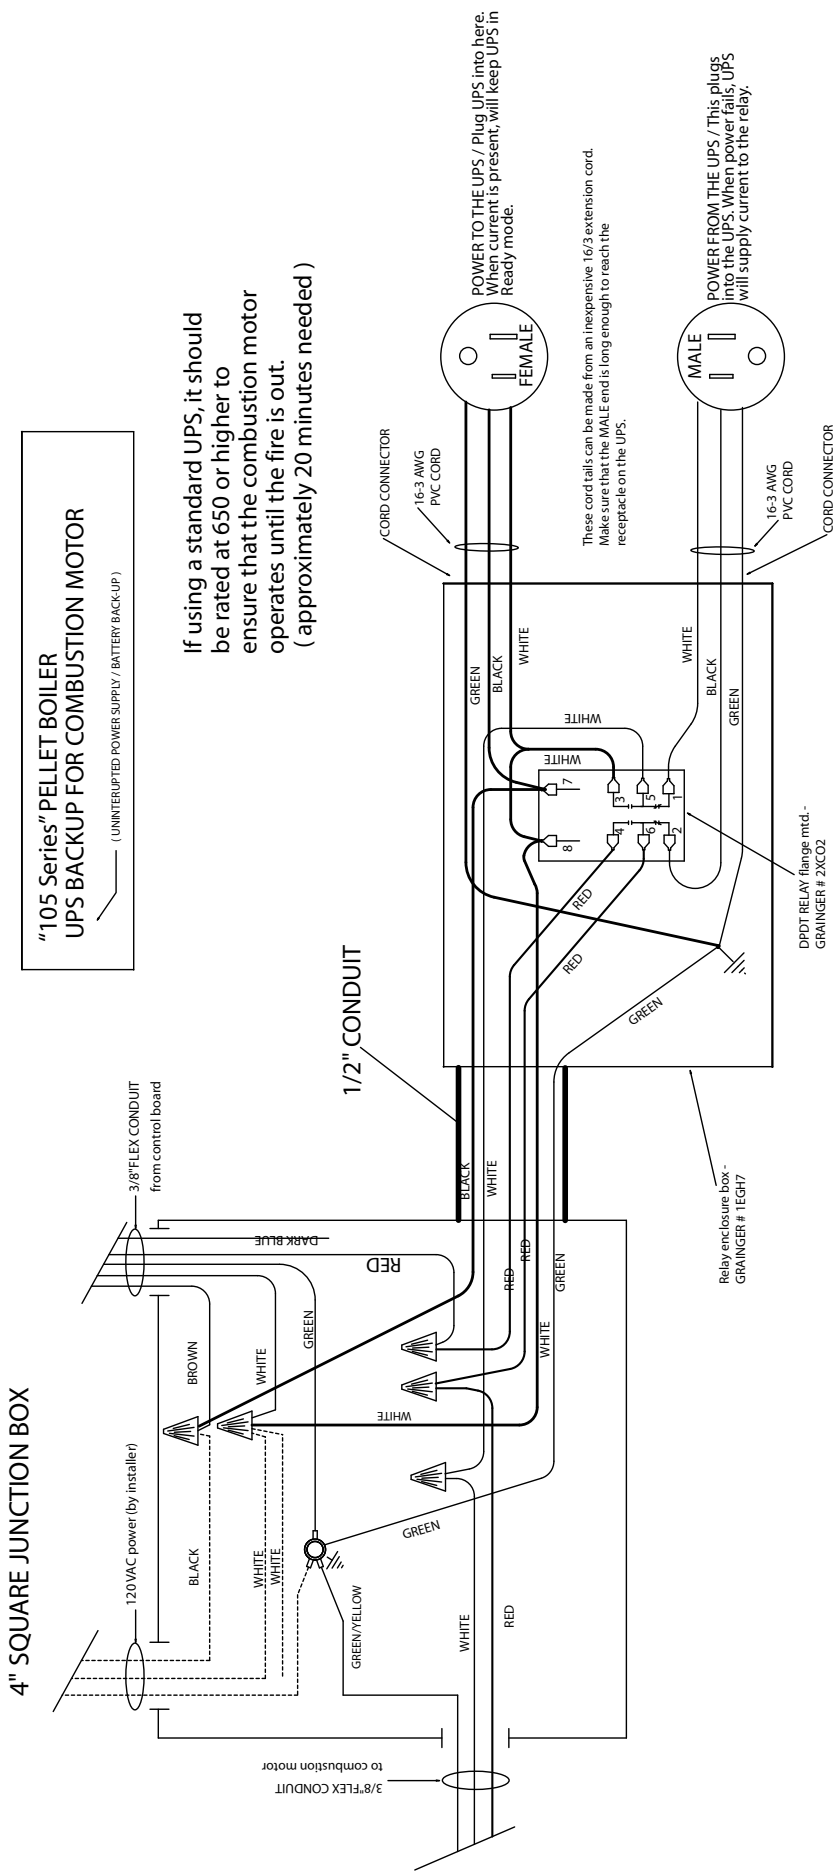 4" SQUARE JUNCTION BOX
"105 Series" PELLET BOILER
UPS BACKUP FOR COMBUSTION MOTOR
( UNINTERUPTED POWER SUPPLY / BATTERY BACK-UP )
If using a standard UPS, it should
be rated at 650 or higher to
ensure that the combustion motor
operates until the fire is out.
( approximately 20 minutes needed )
120 VAC power (by installer)
3/8"FLEX CONDUIT
from control board
BLACK
WHITE
WHITE
BROWN
WHITE
GREEN
DARK BLUE
RED
GREEN/YELLOW
GREEN
WHITE
WHITE
RED
3/8"FLEX CONDUIT
to combustion motor
1/2" CONDUIT
BLACK
WHITE
RED
RED
WHITE
GREEN
RED
RED
GREEN
GREEN
BLACK
WHITE
WHITE
WHITE
7
8
3
5
1
4
6
2
WHITE
BLACK
GREEN
CORD CONNECTOR
16-3 AWG
PVC CORD
FEMALE
POWER TO THE UPS / Plug UPS into here.
When current is present, will keep UPS in
Ready mode.
These cord tails can be made from an inexpensive 16/3 extension cord.
Make sure that the MALE end is long enough to reach the
receptacle on the UPS.
MALE
POWER FROM THE UPS / This plugs
into the UPS. When power fails, UPS
will supply current to the relay.
16-3 AWG
PVC CORD
CORD CONNECTOR
DPDT RELAY flange mtd. -
GRAINGER # 2XCO2
Relay enclosure box -
GRAINGER # 1EGH7